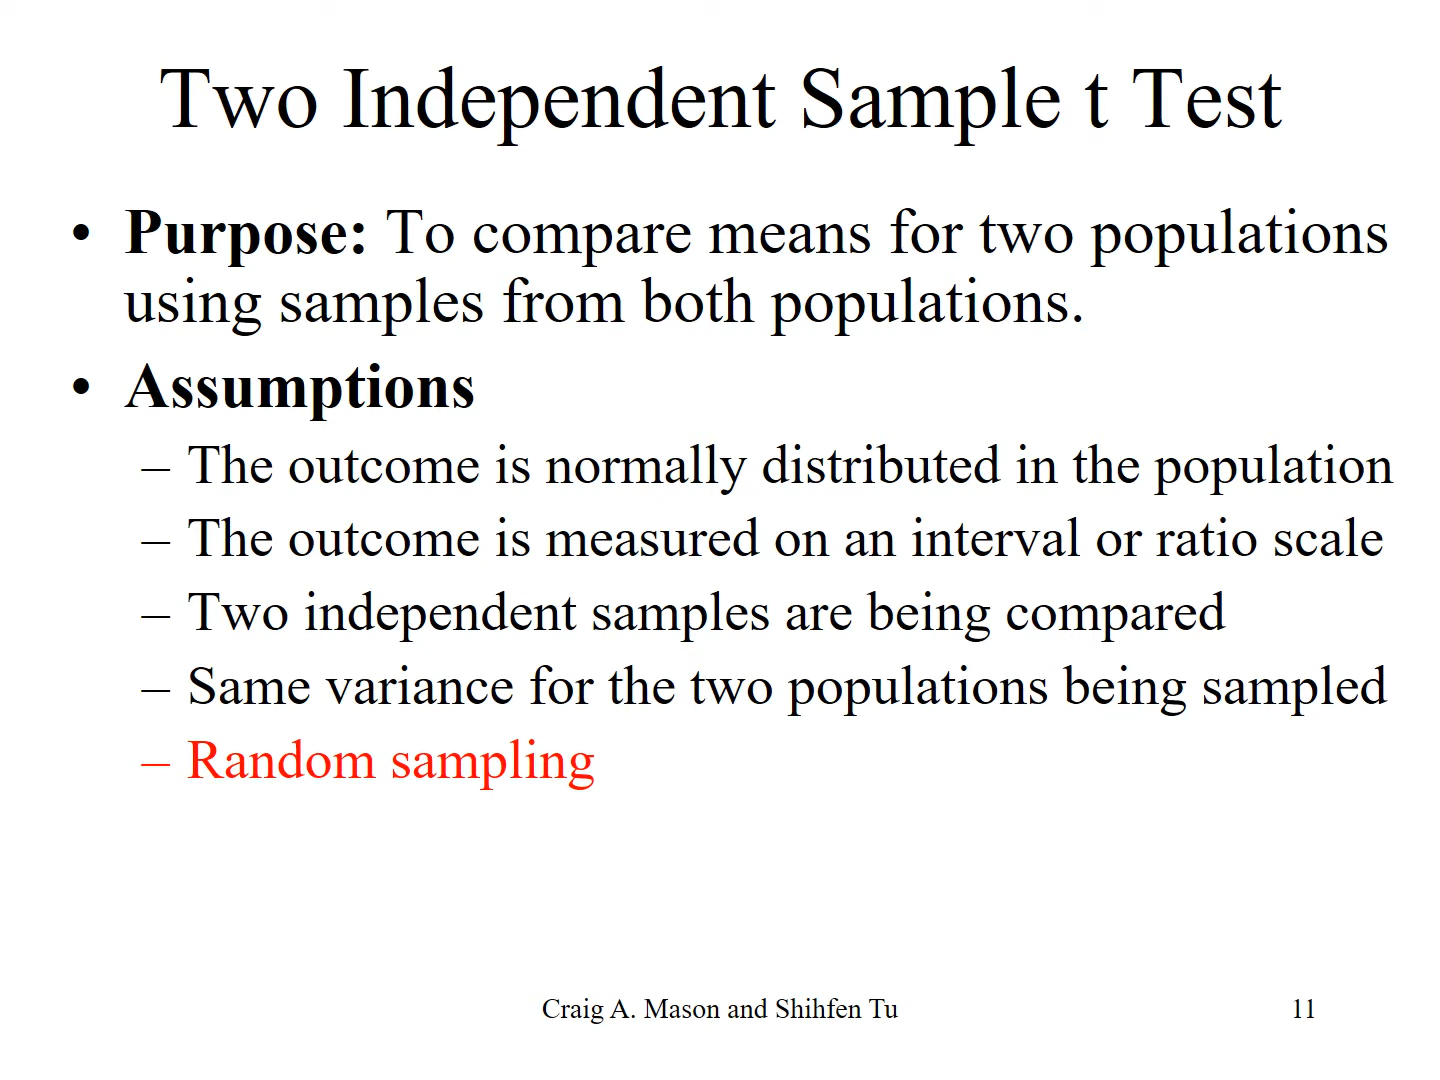 Two Independent Sample t Test
• Purpose: To compare means for two populations
using samples from both populations.
• Assumptions
– The outcome is normally distributed in the population
– The outcome is measured on an interval or ratio scale
– Two independent samples are being compared
– Same variance for the two populations being sampled
– Random sampling
Craig A. Mason and Shihfen Tu
11